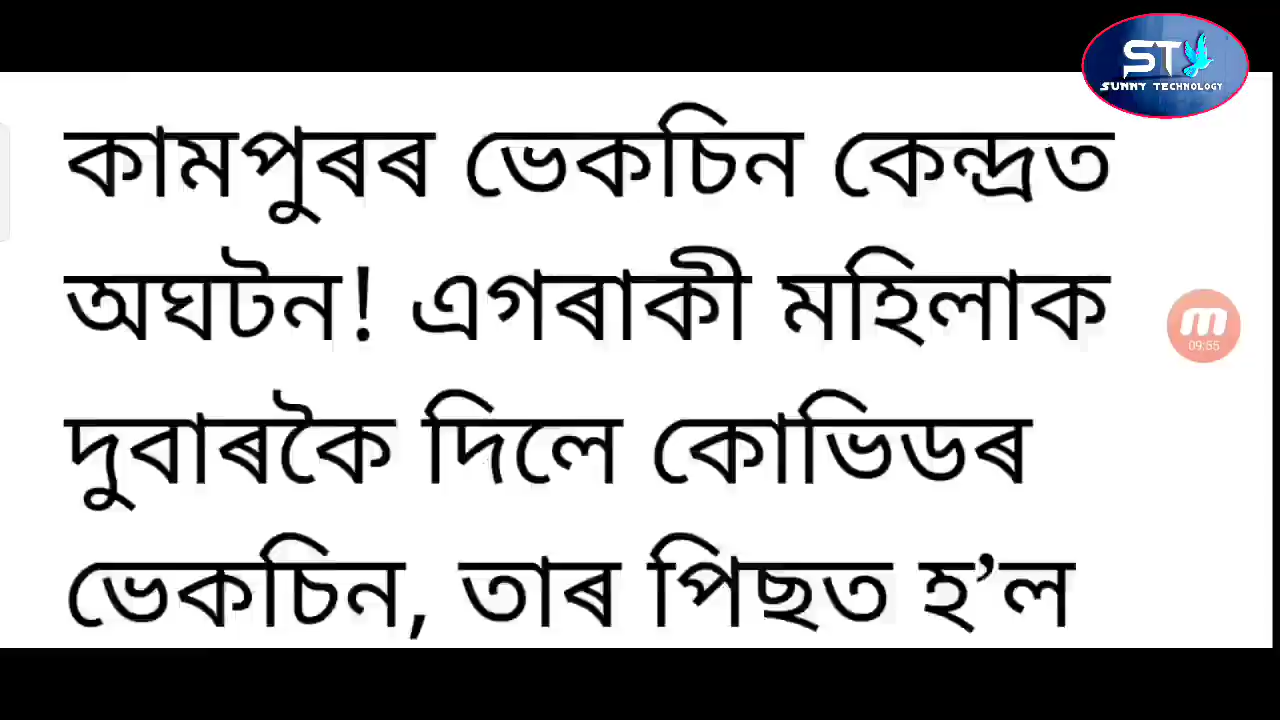 ST
SUNNY TECHNOLOGY
কামপুৰৰ ভেকচিন কেন্দ্ৰত
অঘটন! এগৰাকী মহিলাক
09:55
দুবাৰকৈ দিলে কোভিডৰ
ভেকচিন, তাৰ পিছত হ’ল